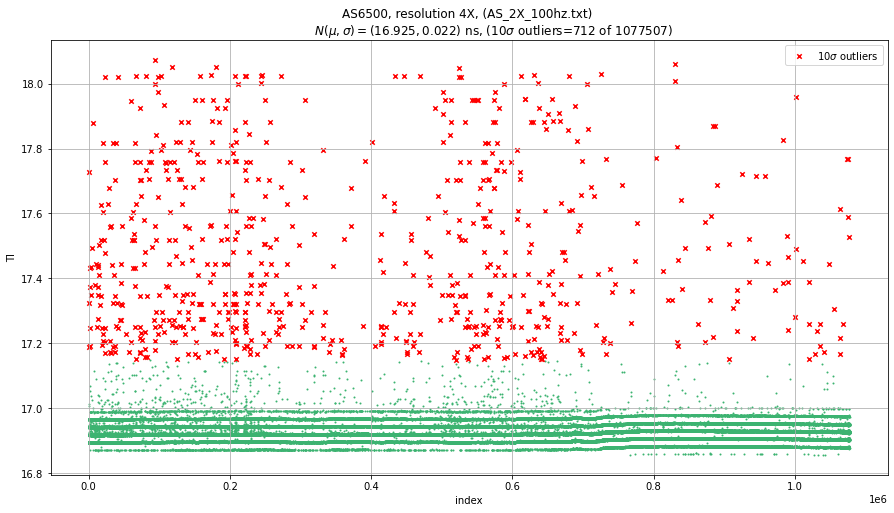 AS6500, resolution 4X, (AS_2X_100hz.txt)
N(μ, σ) = (16.925, 0.022) ns, (10σ outliers=712 of 1077507)
10σ outliers
18.0
17.8
17.6
17.4
17.2
17.0
16.8
TI
0.0 0.2 0.4 0.6 0.8 1.0
1e6
index